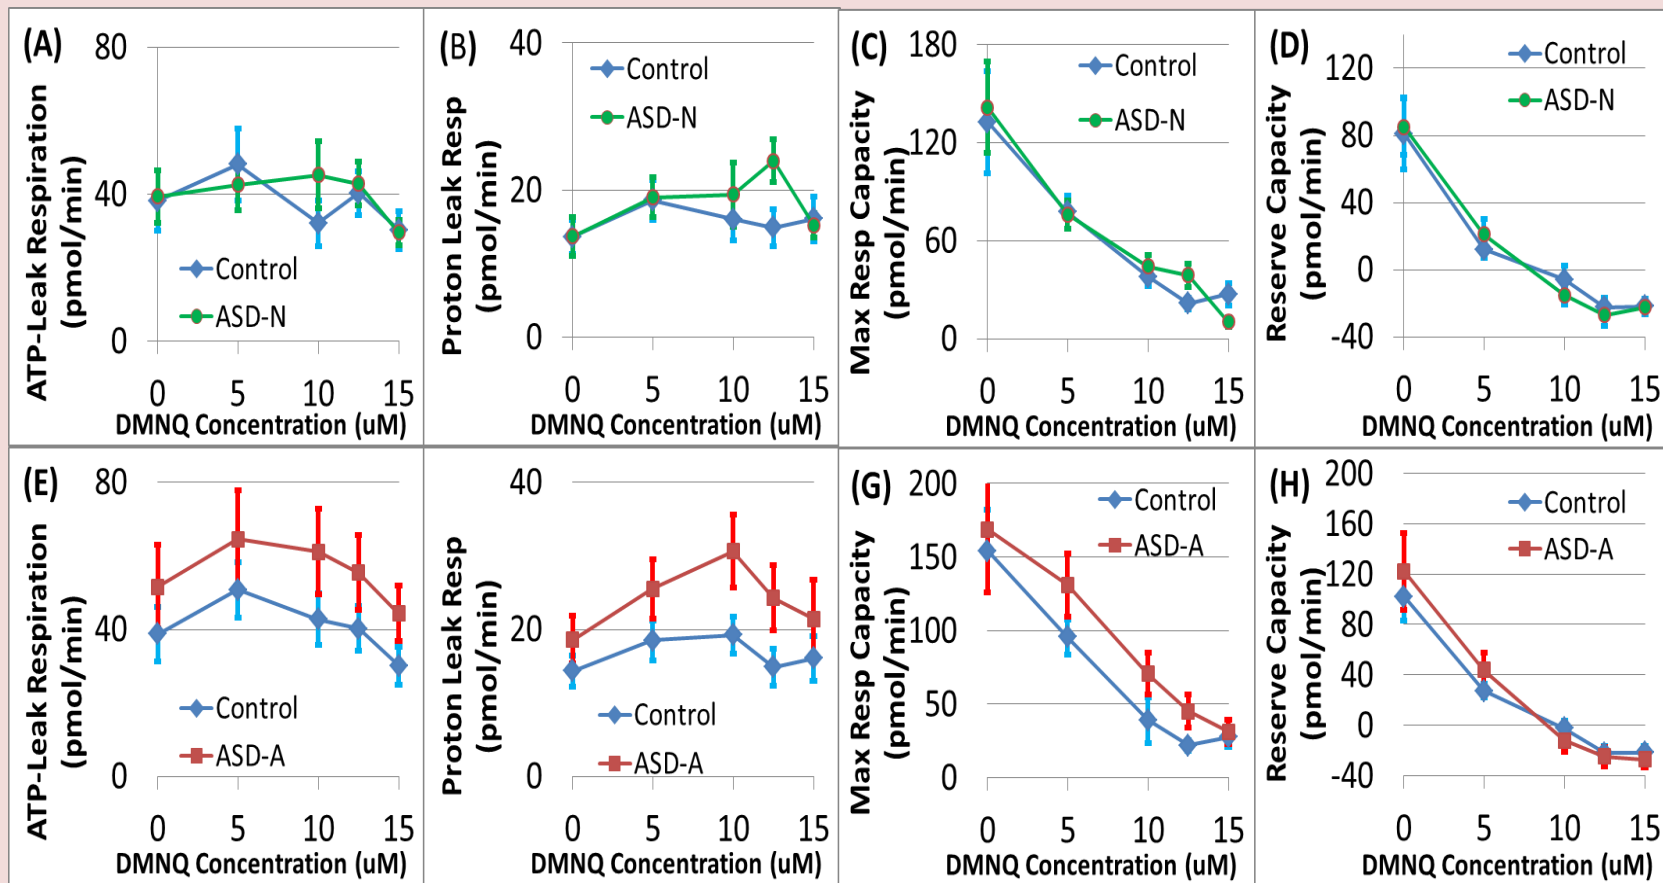 (A)
ATP-Leak Respiration
(pmol/min)
80
40
0
Control
ASD-N
0 5 10 15
DMNQ Concentration (uM)
(B)
Proton Leak Resp
(pmol/min)
40
20
0
Control
ASD-N
0 5 10 15
DMNQ Concentration (uM)
(C)
Max Resp Capacity
(pmol/min)
180
120
60
0
Control
ASD-N
0 5 10 15
DMNQ Concentration (uM)
(D)
Reserve Capacity
(pmol/min)
120
80
40
0
-40
Control
ASD-N
0 5 10 15
DMNQ Concentration (uM)
(E)
ATP-Leak Respiration
(pmol/min)
80
40
0
Control
ASD-A
0 5 10 15
DMNQ Concentration (uM)
Proton Leak Resp
(pmol/min)
40
20
0
Control
ASD-A
0 5 10 15
DMNQ Concentration (uM)
(G)
Max Resp Capacity
(pmol/min)
200
150
100
50
0
Control
ASD-A
0 5 10 15
DMNQ Concentration (uM)
(H)
Reserve Capacity
(pmol/min)
200
160
120
80
40
0
-40
Control
ASD-A
0 5 10 15
DMNQ Concentration (uM)